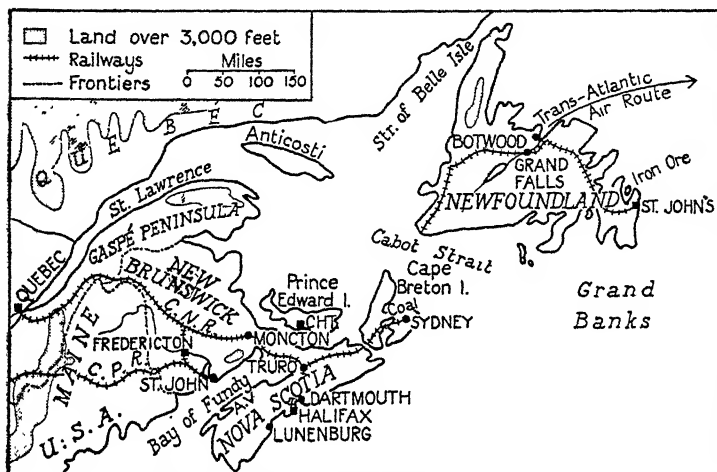 Land over 3,000 feet
Railways
Frontiers
Miles
0 50 100 150
QUEBEC
Anticosti
Str. of Belle Isle
Trans-Atlantic
Air Route
BOTWOOD
GRAND
FALLS
Iron Ore
NEWFOUNDLAND
ST. JOHN'S
St. Lawrence
GASPÉ PENINSULA
QUEBEC
NEW
BRUNSWICK
C.N.R.
Prince
Edward I.
CHT.
Cabot Strait
Cape
Breton I.
Coal
SYDNEY
Grand
Banks
MAINE
FREDERICTON
C.P.R.
MONCTON
ST. JOHN
TRURO
Bay of Fundy
A.V
NOVA SCOTIA
DARTMOUTH
HALIFAX
LUNENBURG
U.S.A.